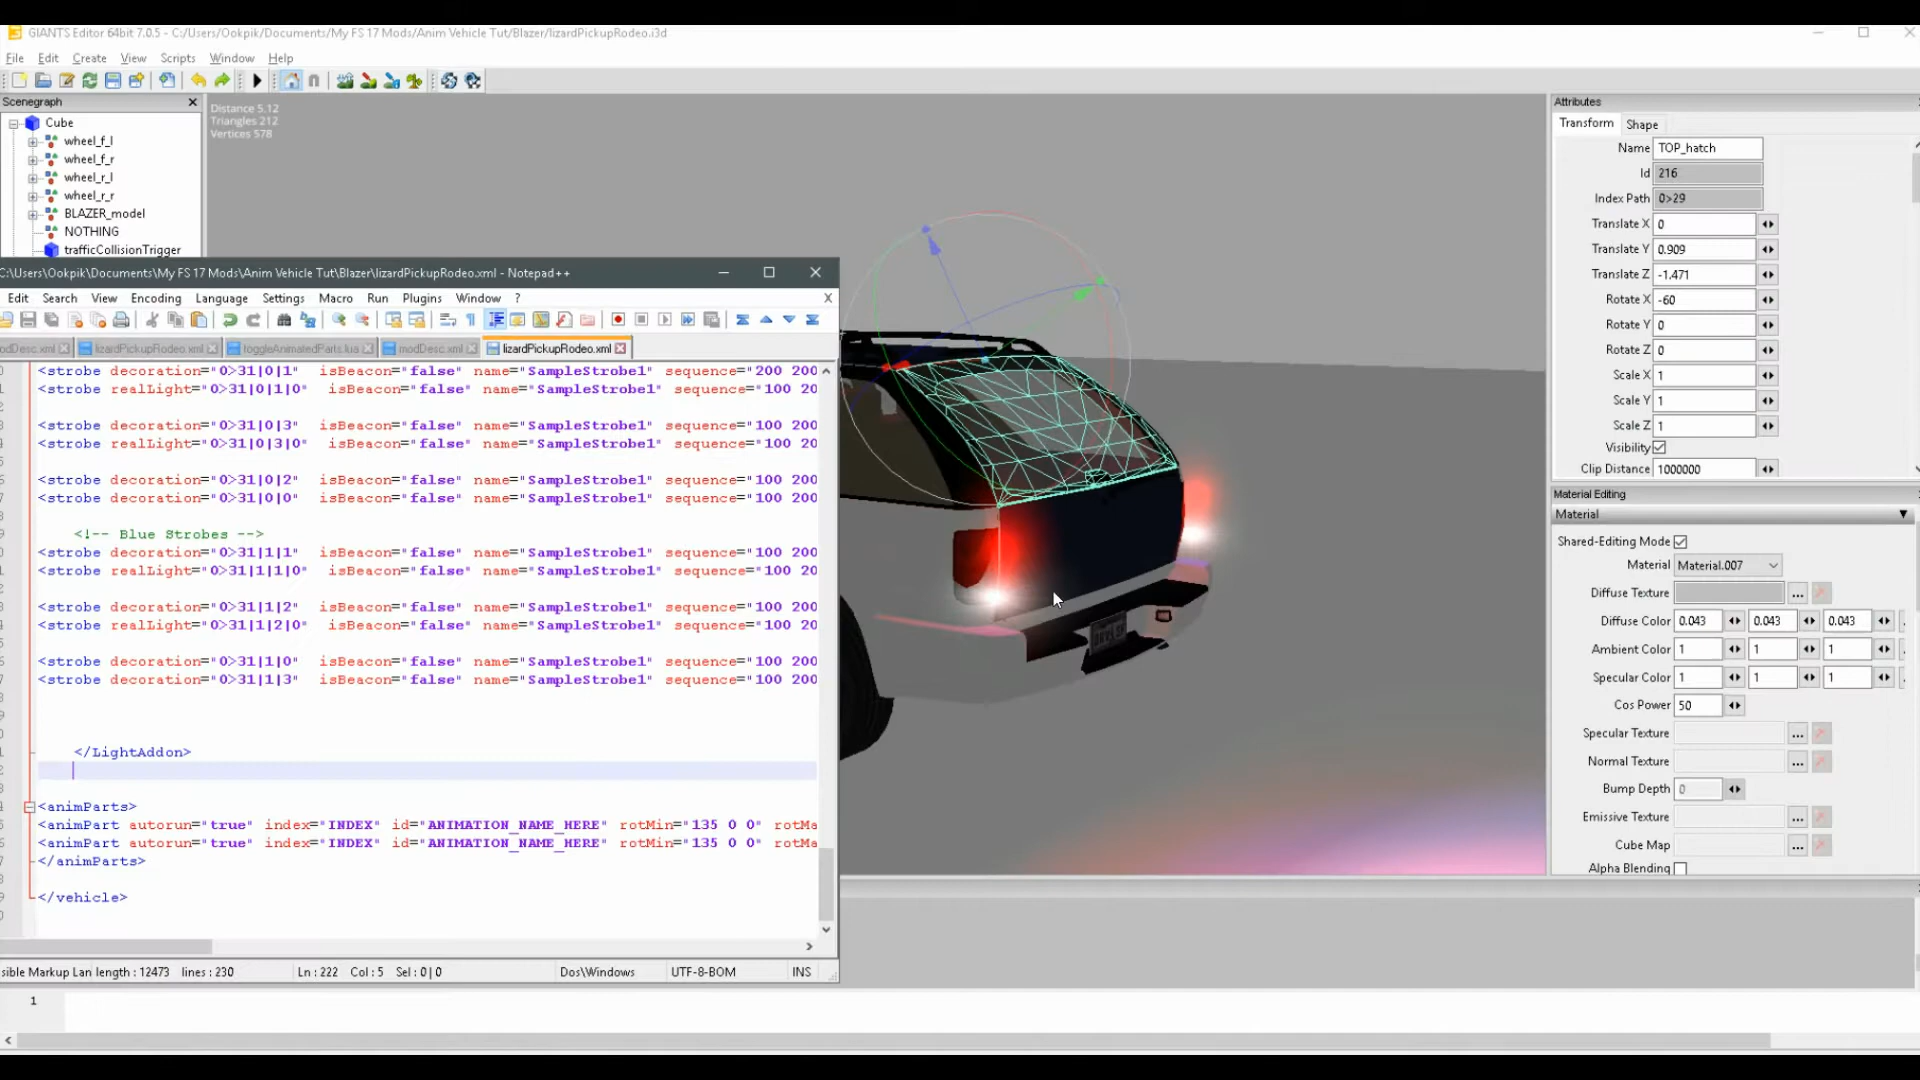 GIANTS Editor 64bit 7.0.5 - C:/Users/Ookpik/Documents/My FS 17 Mods/Anim Vehicle Tut/Blazer/lizardPickupRodeo.i3d
File Edit Create View Scripts Window Help
Scenegraph
Cube
wheel_f_l
wheel_f_r
wheel_r_l
wheel_r_r
BLAZER_model
NOTHING
trafficCollisionTrigger
Distance 5.12
Triangles 212
Vertices 578
C:\Users\Ookpik\Documents\My FS 17 Mods\Anim Vehicle Tut\Blazer\lizardPickupRodeo.xml - Notepad++
Edit Search View Encoding Language Settings Macro Run Plugins Window ? X
odDesc.xml lizardPickupRodeo.xml toggleAnimatedParts.lua modDesc.xml lizardPickupRodeo.xml
<strobe decoration="0>31|0|1" isBeacon="false" name="SampleStrobe1" sequence="200 200
<strobe realLight="0>31|0|1|0" isBeacon="false" name="SampleStrobe1" sequence="100 20
<strobe decoration="0>31|0|3" isBeacon="false" name="SampleStrobe1" sequence="100 200
<strobe realLight="0>31|0|3|0" isBeacon="false" name="SampleStrobe1" sequence="100 20
<strobe decoration="0>31|0|2" isBeacon="false" name="SampleStrobe1" sequence="100 200
<strobe decoration="0>31|0|0" isBeacon="false" name="SampleStrobe1" sequence="100 200
<!-- Blue Strobes -->
<strobe decoration="0>31|1|1" isBeacon="false" name="SampleStrobe1" sequence="100 200
<strobe realLight="0>31|1|1|0" isBeacon="false" name="SampleStrobe1" sequence="100 20
<strobe decoration="0>31|1|2" isBeacon="false" name="SampleStrobe1" sequence="100 200
<strobe realLight="0>31|1|2|0" isBeacon="false" name="SampleStrobe1" sequence="100 20
<strobe decoration="0>31|1|0" isBeacon="false" name="SampleStrobe1" sequence="100 200
<strobe decoration="0>31|1|3" isBeacon="false" name="SampleStrobe1" sequence="100 200
</LightAddon>
<animParts>
<animPart autorun="true" index="INDEX" id="ANIMATION_NAME_HERE" rotMin="135 0 0" rotMa
<animPart autorun="true" index="INDEX" id="ANIMATION_NAME_HERE" rotMin="135 0 0" rotMa
</animParts>
</vehicle>
sible Markup Lan length : 12473 lines : 230 Ln : 222 Col : 5 Sel : 0 | 0 Dos\Windows UTF-8-BOM INS
1
Attributes
Transform Shape
Name TOP_hatch
Id 216
Index Path 0>29
Translate X 0
Translate Y 0.909
Translate Z -1.471
Rotate X -60
Rotate Y 0
Rotate Z 0
Scale X 1
Scale Y 1
Scale Z 1
Visibility
Clip Distance 1000000
Material Editing
Material
Shared-Editing Mode
Material Material.007
Diffuse Texture ...
Diffuse Color 0.043 0.043 0.043
Ambient Color 1 1 1
Specular Color 1 1 1
Cos Power 50
Specular Texture ...
Normal Texture ...
Bump Depth 0
Emissive Texture ...
Cube Map ...
Alpha Blending